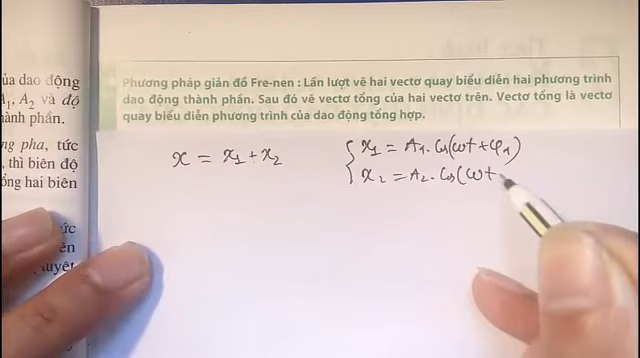 ủa dao động
A₁, A₂ và độ
hành phần.
ng pha, tức
, thì biên độ
ổng hai biên
ức
ên
uyệt
Phương pháp giản đồ Fre-nen : Lần lượt vẽ hai vectơ quay biểu diễn hai phương trình
dao động thành phần. Sau đó vẽ vectơ tổng của hai vectơ trên. Vectơ tổng là vectơ
quay biểu diễn phương trình của dao động tổng hợp.
x = x₁ + x₂
x₁ = A₁. cos(ωt + φ₁)
x₂ = A₂. cos(ωt